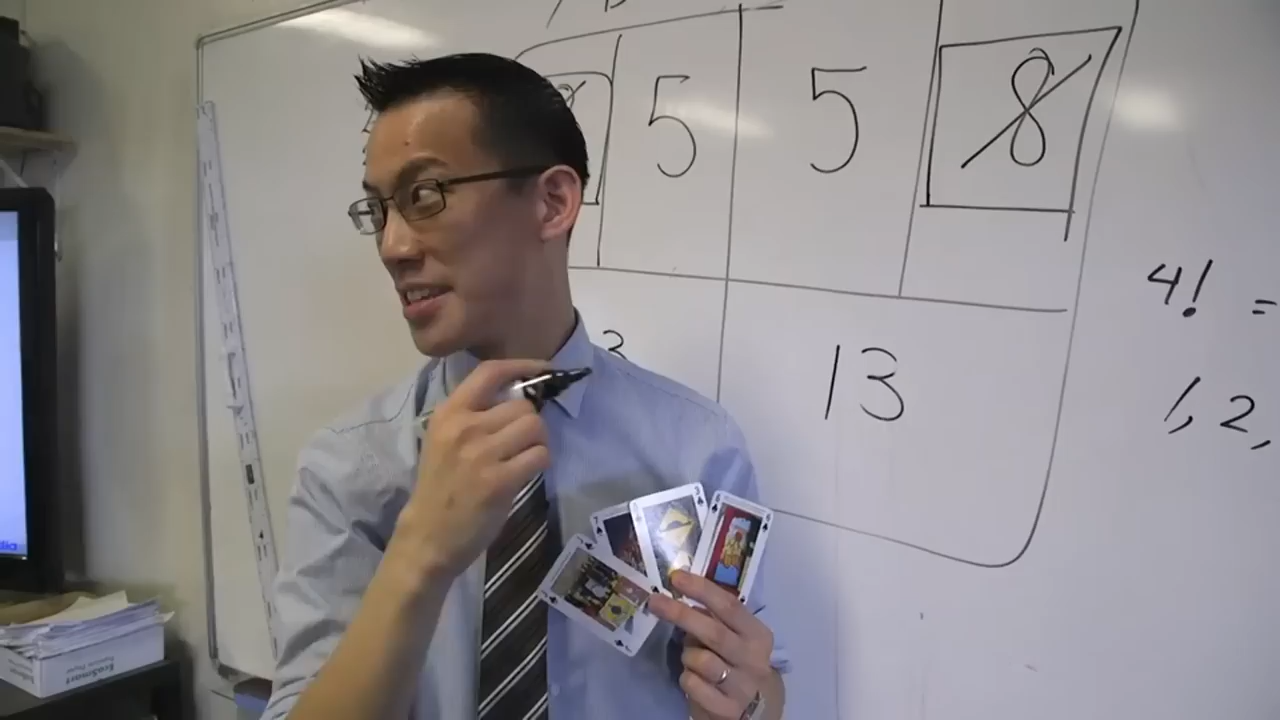 5 5 8
3 13
4! =
1, 2,